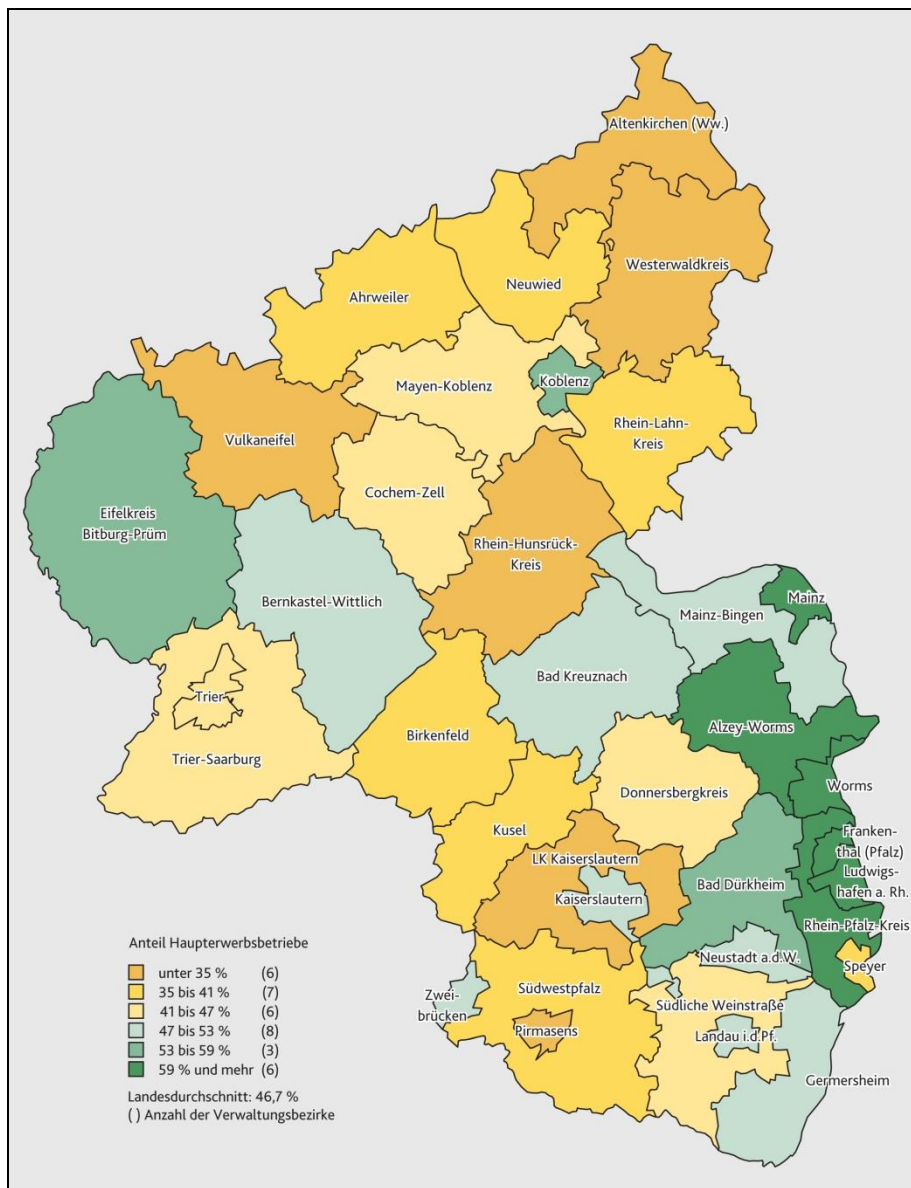 Altenkirchen (Ww.)
Westerwaldkreis
Neuwied
Ahrweiler
Mayen-Koblenz
Koblenz
Rhein-Lahn-
Kreis
Vulkaneifel
Cochem-Zell
Eifelkreis
Bitburg-Prüm
Rhein-Hunsrück-
Kreis
Bernkastel-Wittlich
Mainz
Mainz-Bingen
Bad Kreuznach
Trier
Alzey-Worms
Birkenfeld
Trier-Saarburg
Worms
Donnersbergkreis
Kusel
Franken-
thal (Pfalz)
LK Kaiserslautern
Ludwigs-
hafen a. Rh.
Bad Dürkheim
Kaiserslautern
Rhein-Pfalz-Kreis
Neustadt a.d.W.
Speyer
Zwei-
brücken
Südwestpfalz
Südliche Weinstraße
Pirmasens
Landau i.d.Pf.
Germersheim
Anteil Haupterwerbsbetriebe
unter 35 % (6)
35 bis 41 % (7)
41 bis 47 % (6)
47 bis 53 % (8)
53 bis 59 % (3)
59 % und mehr (6)
Landesdurchschnitt: 46,7 %
( ) Anzahl der Verwaltungsbezirke